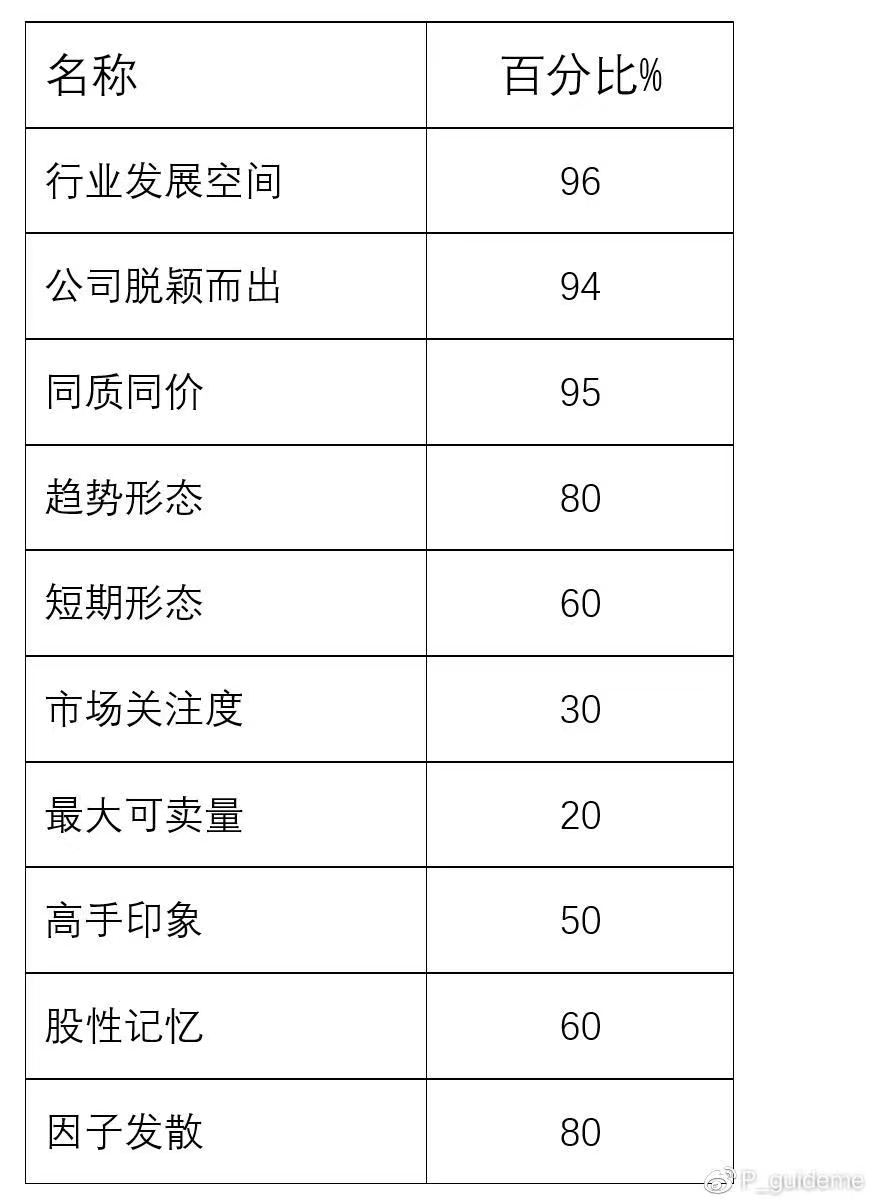 名称 百分比%
行业发展空间 96
公司脱颖而出 94
同质同价 95
趋势形态 80
短期形态 60
市场关注度 30
最大可卖量 20
高手印象 50
股性记忆 60
因子发散 80
P_guideme